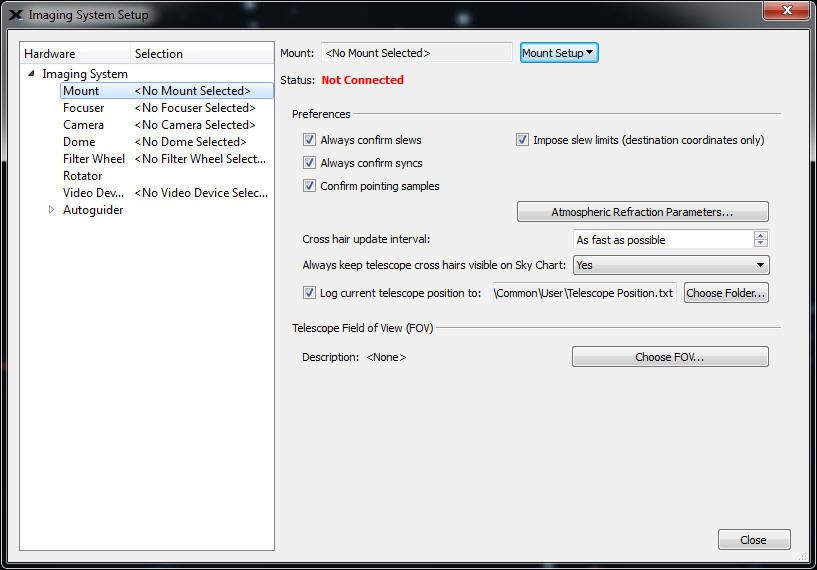 Imaging System Setup
Hardware Selection
Imaging System
Mount <No Mount Selected>
Focuser <No Focuser Selected>
Camera <No Camera Selected>
Dome <No Dome Selected>
Filter Wheel <No Filter Wheel Select...
Rotator
Video Dev... <No Video Device Selec...
Autoguider
Mount: <No Mount Selected> Mount Setup
Status: Not Connected
Preferences
Always confirm slews Impose slew limits (destination coordinates only)
Always confirm syncs
Confirm pointing samples
Atmospheric Refraction Parameters...
Cross hair update interval: As fast as possible
Always keep telescope cross hairs visible on Sky Chart: Yes
Log current telescope position to: \Common\User\Telescope Position.txt Choose Folder...
Telescope Field of View (FOV)
Description: <None> Choose FOV...
Close